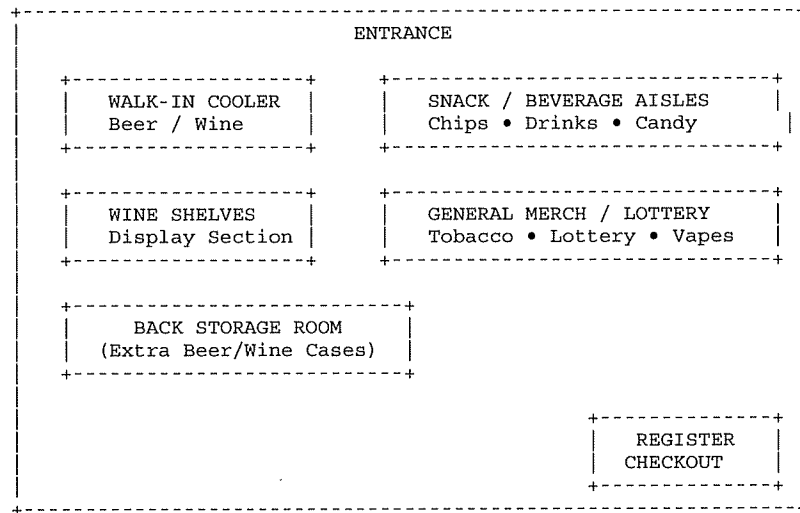 ENTRANCE
WALK-IN COOLER
Beer / Wine
SNACK / BEVERAGE AISLES
Chips • Drinks • Candy
WINE SHELVES
Display Section
GENERAL MERCH / LOTTERY
Tobacco • Lottery • Vapes
BACK STORAGE ROOM
(Extra Beer/Wine Cases)
REGISTER
CHECKOUT